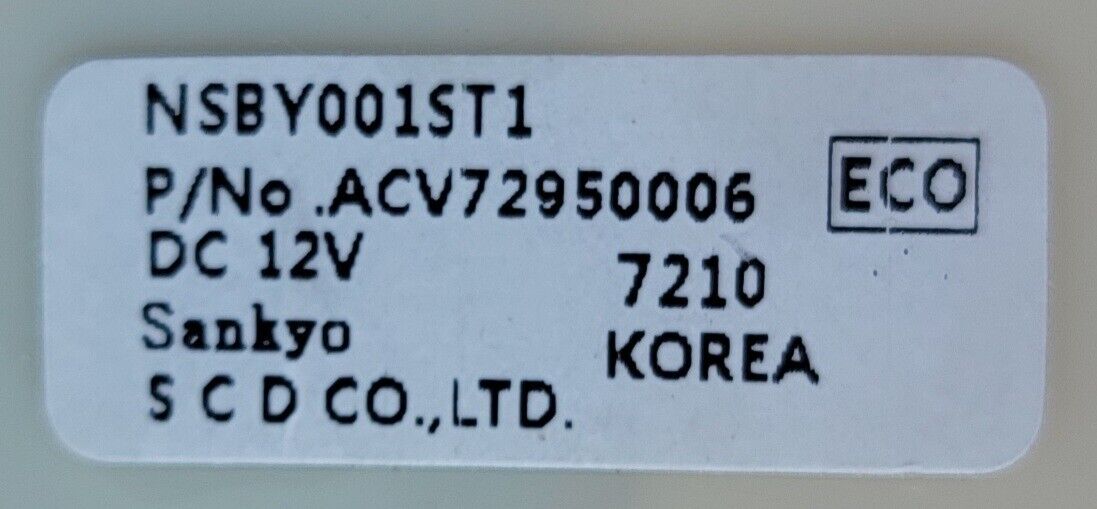 NSBY001ST1
P/No .ACV72950006
ECO
DC 12V
7210
Sankyo
KOREA
S C D CO.,LTD.